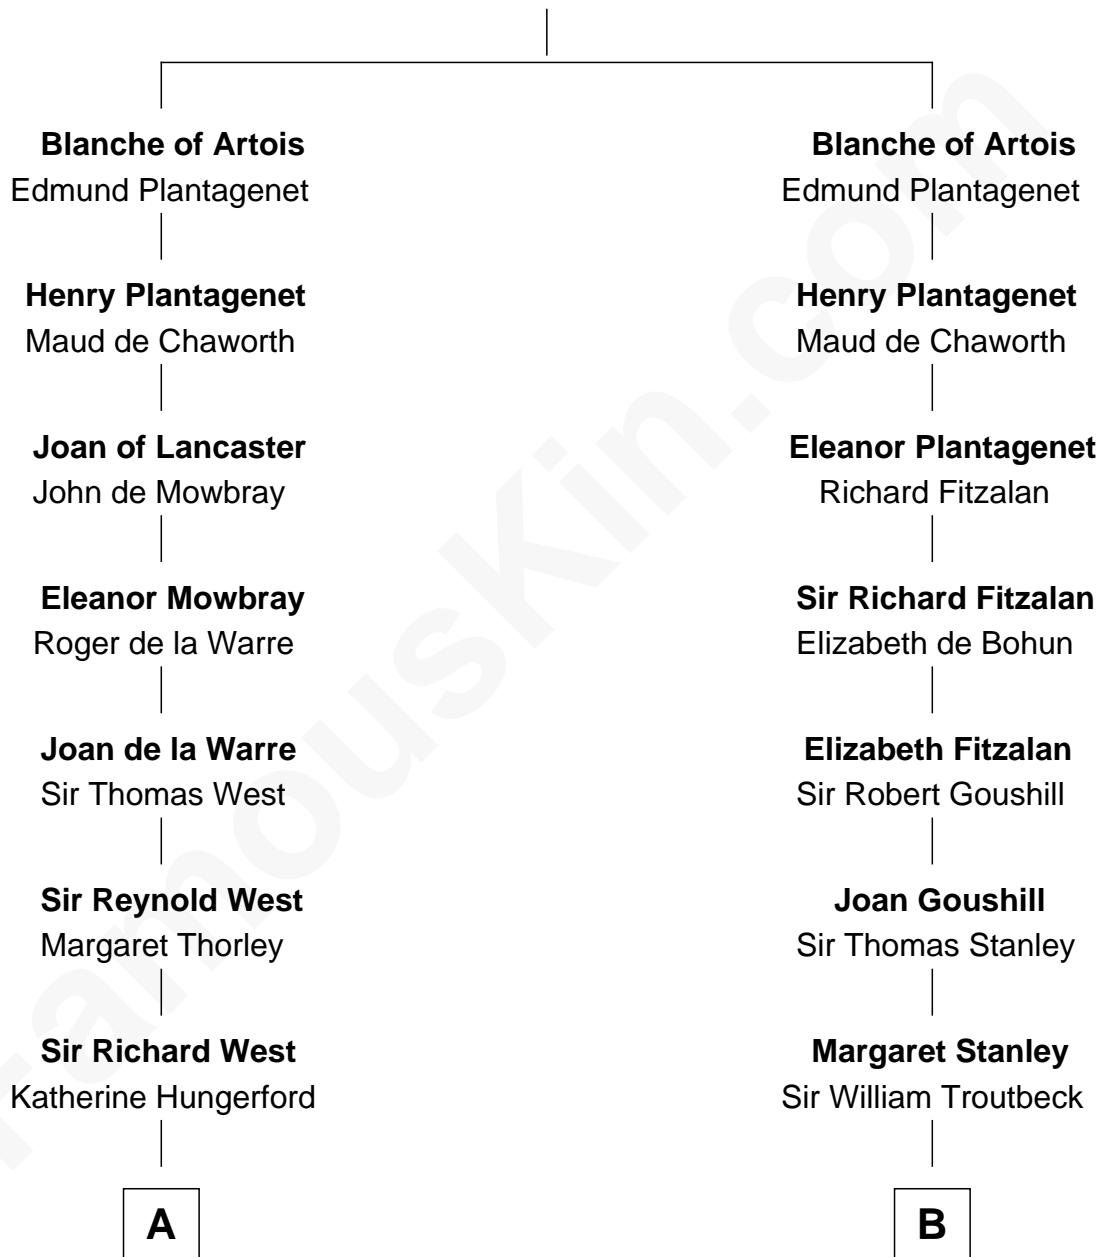 Blanche of Artois
Edmund Plantagenet
Henry Plantagenet
Maud de Chaworth
Joan of Lancaster
John de Mowbray
Eleanor Mowbray
Roger de la Warre
Joan de la Warre
Sir Thomas West
Sir Reynold West
Margaret Thorley
Sir Richard West
Katherine Hungerford
A
Blanche of Artois
Edmund Plantagenet
Henry Plantagenet
Maud de Chaworth
Eleanor Plantagenet
Richard Fitzalan
Sir Richard Fitzalan
Elizabeth de Bohun
Elizabeth Fitzalan
Sir Robert Goushill
Joan Goushill
Sir Thomas Stanley
Margaret Stanley
Sir William Troutbeck
B
famouskin.com